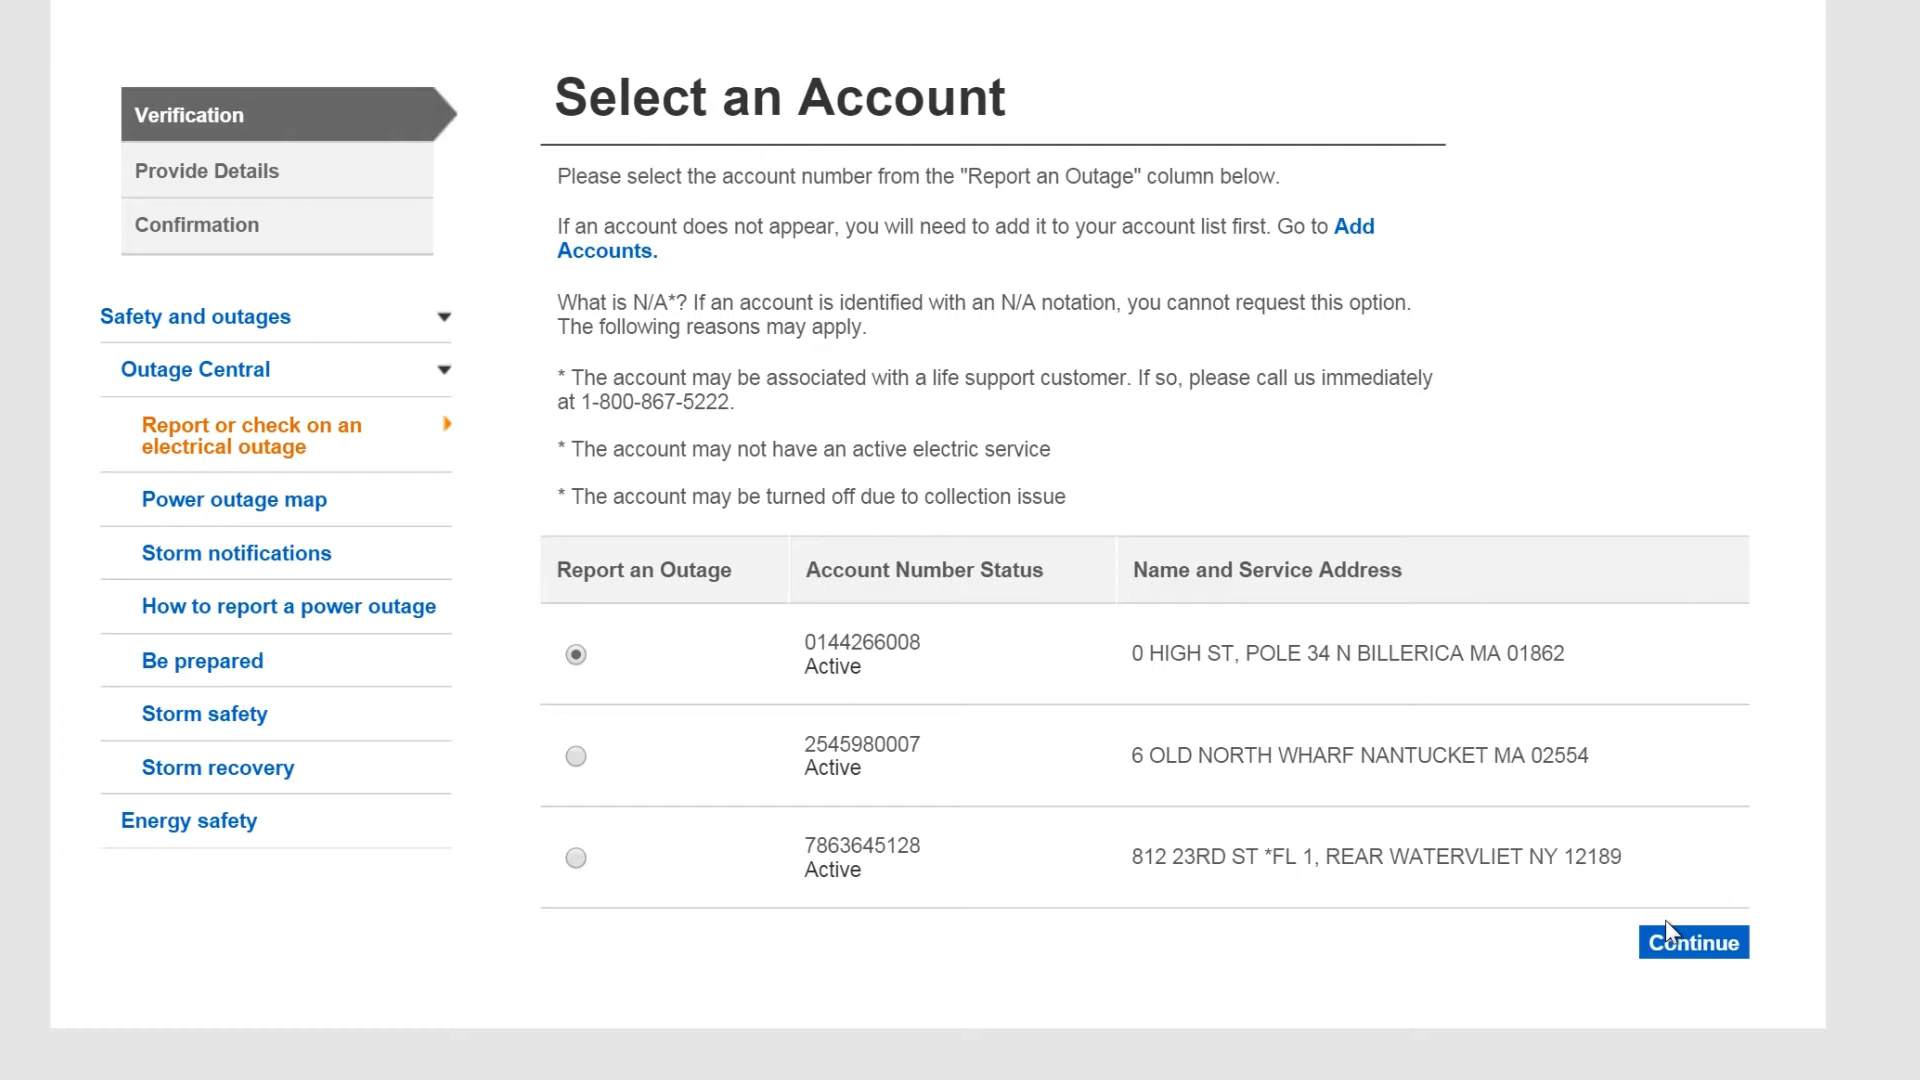 Verification
Provide Details
Confirmation
Safety and outages
Outage Central
Report or check on an
electrical outage
Power outage map
Storm notifications
How to report a power outage
Be prepared
Storm safety
Storm recovery
Energy safety
Select an Account
Please select the account number from the "Report an Outage" column below.
If an account does not appear, you will need to add it to your account list first. Go to Add
Accounts.
What is N/A*? If an account is identified with an N/A notation, you cannot request this option.
The following reasons may apply.
* The account may be associated with a life support customer. If so, please call us immediately
at 1-800-867-5222.
* The account may not have an active electric service
* The account may be turned off due to collection issue
Report an Outage Account Number Status Name and Service Address
0144266008
Active
0 HIGH ST, POLE 34 N BILLERICA MA 01862
2545980007
Active
6 OLD NORTH WHARF NANTUCKET MA 02554
7863645128
Active
812 23RD ST *FL 1, REAR WATERVLIET NY 12189
Continue